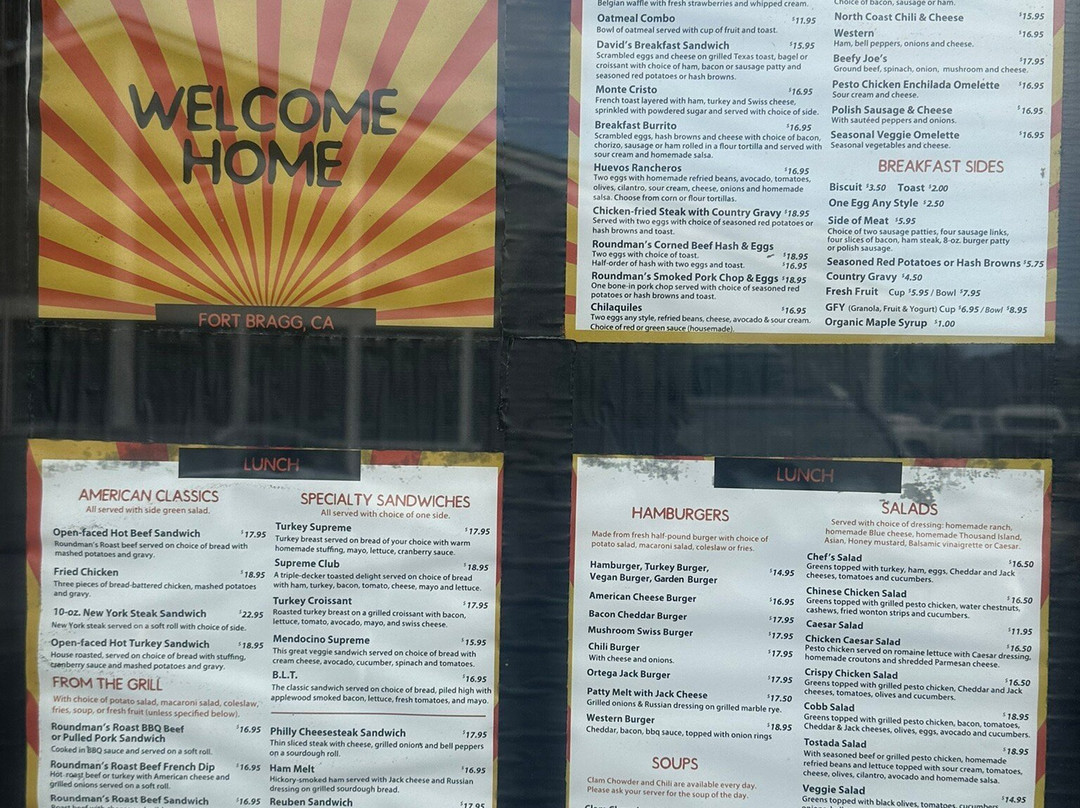 WELCOME
HOME
FORT BRAGG, CA
Belgian waffle with fresh strawberries and whipped cream.
Oatmeal Combo $11.95
Bowl of oatmeal served with cup of fruit and toast.
David's Breakfast Sandwich $15.95
Scrambled eggs and cheese on grilled Texas toast, bagel or
croissant with choice of ham, bacon or sausage patty and
seasoned red potatoes or hash browns.
Monte Cristo $16.95
French toast layered with ham, turkey and Swiss cheese,
sprinkled with powdered sugar and served with choice of side.
Breakfast Burrito $16.95
Scrambled eggs, hash browns and cheese with choice of bacon,
chorizo, sausage or ham rolled in a flour tortilla and served with
sour cream and homemade salsa.
Huevos Rancheros $16.95
Two eggs with homemade refried beans, avocado, tomatoes,
olives, cilantro, sour cream, cheese, onions and homemade
salsa. Choose from corn or flour tortillas.
Chicken-fried Steak with Country Gravy $18.95
Served with two eggs with choice of seasoned red potatoes or
hash browns and toast.
Roundman's Corned Beef Hash & Eggs
Two eggs with choice of toast. $18.95
Half-order of hash with two eggs and toast. $16.95
Roundman's Smoked Pork Chop & Eggs $18.95
One bone-in pork chop served with choice of seasoned red
potatoes or hash browns and toast.
Chilaquiles $16.95
Two eggs any style, refried beans, cheese, avocado & sour cream.
Choice of red or green sauce (housemade).
Choice of bacon, sausage or ham.
North Coast Chili & Cheese $15.95
Western $16.95
Ham, bell peppers, onions and cheese.
Beefy Joe's $17.95
Ground beef, spinach, onion, mushroom and cheese.
Pesto Chicken Enchilada Omelette $16.95
Sour cream and cheese.
Polish Sausage & Cheese $16.95
With sautéed peppers and onions.
Seasonal Veggie Omelette $16.95
Seasonal vegetables and cheese.
BREAKFAST SIDES
Biscuit $3.50 Toast $2.00
One Egg Any Style $2.50
Side of Meat $5.95
Choice of two sausage patties, four sausage links,
four slices of bacon, ham steak, 8-oz. burger patty
or polish sausage.
Seasoned Red Potatoes or Hash Browns $5.75
Country Gravy $4.50
Fresh Fruit Cup $5.95 / Bowl $7.95
GFY (Granola, Fruit & Yogurt) Cup $6.95 / Bowl $8.95
Organic Maple Syrup $1.00
LUNCH
AMERICAN CLASSICS
All served with side green salad.
Open-faced Hot Beef Sandwich $17.95
Roundman's Roast beef served on choice of bread with
mashed potatoes and gravy.
Fried Chicken $18.95
Three pieces of bread-battered chicken, mashed potatoes
and gravy.
10-oz. New York Steak Sandwich $22.95
New York steak served on a soft roll with choice of side.
Open-faced Hot Turkey Sandwich $18.95
House roasted, served on choice of bread with stuffing,
cranberry sauce and mashed potatoes and gravy.
FROM THE GRILL
With choice of potato salad, macaroni salad, coleslaw,
fries, soup, or fresh fruit (unless specified below).
Roundman's Roast BBQ Beef $16.95
or Pulled Pork Sandwich
Cooked in BBQ sauce and served on a soft roll.
Roundman's Roast Beef French Dip $16.95
Hot roast beef or turkey with American cheese and
grilled onions served on a soft roll.
Roundman's Roast Beef Sandwich $16.95
SPECIALTY SANDWICHES
All served with choice of one side.
Turkey Supreme $17.95
Turkey breast served on bread of your choice with warm
homemade stuffing, mayo, lettuce, cranberry sauce.
Supreme Club $18.95
A triple-decker toasted delight served on choice of bread
with ham, turkey, bacon, tomato, cheese, mayo and lettuce.
Turkey Croissant $17.95
Roasted turkey breast on a grilled croissant with bacon,
lettuce, tomato, avocado, mayo, and swiss cheese.
Mendocino Supreme $15.95
This great veggie sandwich served on choice of bread with
cream cheese, avocado, cucumber, spinach and tomatoes.
B.L.T. $16.95
The classic sandwich served on choice of bread, piled high with
applewood smoked bacon, lettuce, fresh tomatoes, and mayo.
Philly Cheesesteak Sandwich $17.95
Thin sliced steak with cheese, grilled onions and bell peppers
on a sourdough roll.
Ham Melt $16.95
Hickory-smoked ham served with Jack cheese and Russian
dressing on grilled sourdough bread.
Reuben Sandwich $17.95
LUNCH
HAMBURGERS
Made from fresh half-pound burger with choice of
potato salad, macaroni salad, coleslaw or fries.
Hamburger, Turkey Burger,
Vegan Burger, Garden Burger $14.95
American Cheese Burger $16.95
Bacon Cheddar Burger $17.95
Mushroom Swiss Burger $17.95
Chili Burger $17.95
With cheese and onions.
Ortega Jack Burger $17.95
Patty Melt with Jack Cheese $17.50
Grilled onions & Russian dressing on grilled marble rye.
Western Burger $18.95
Cheddar, bacon, bbq sauce, topped with onion rings
SOUPS
Clam Chowder and Chili are available every day.
Please ask your server for the soup of the day.
SALADS
Served with choice of dressing: homemade ranch,
homemade Blue cheese, homemade Thousand Island,
Asian, Honey mustard, Balsamic vinaigrette or Caesar.
Chef's Salad $16.50
Greens topped with turkey, ham, eggs, Cheddar and Jack
cheeses, tomatoes and cucumbers.
Chinese Chicken Salad $16.50
Greens topped with grilled pesto chicken, water chestnuts,
cashews, fried wonton strips and cucumbers.
Caesar Salad $11.95
Chicken Caesar Salad $16.50
Pesto chicken served on romaine lettuce with Caesar dressing,
homemade croutons and shredded Parmesan cheese.
Crispy Chicken Salad $16.50
Greens topped with grilled pesto chicken, Cheddar and Jack
cheeses, tomatoes, olives and cucumbers.
Cobb Salad $18.95
Greens topped with grilled pesto chicken, bacon, tomatoes,
Cheddar & Jack cheeses, olives, eggs, avocado and cucumbers.
Tostada Salad $18.95
With seasoned beef or grilled pesto chicken, homemade
refried beans and lettuce topped with sour cream, tomatoes,
cheese, olives, cilantro, avocado and homemade salsa.
Veggie Salad $14.95
Greens topped with black olives, tomatoes, cucumbers